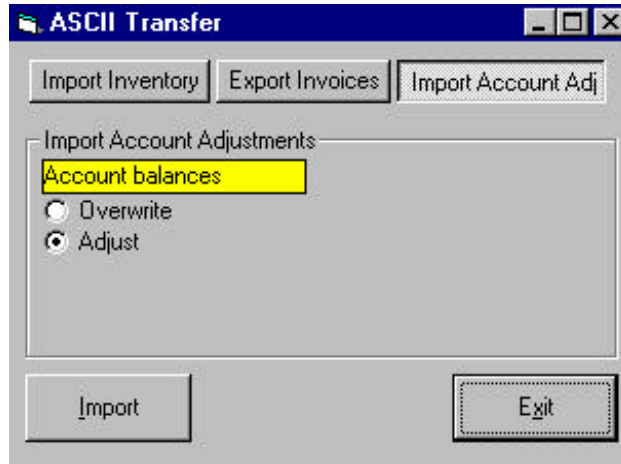 ASCII Transfer
Import Inventory Export Invoices Import Account Adj
Import Account Adjustments
Account balances
Overwrite
Adjust
Import Exit